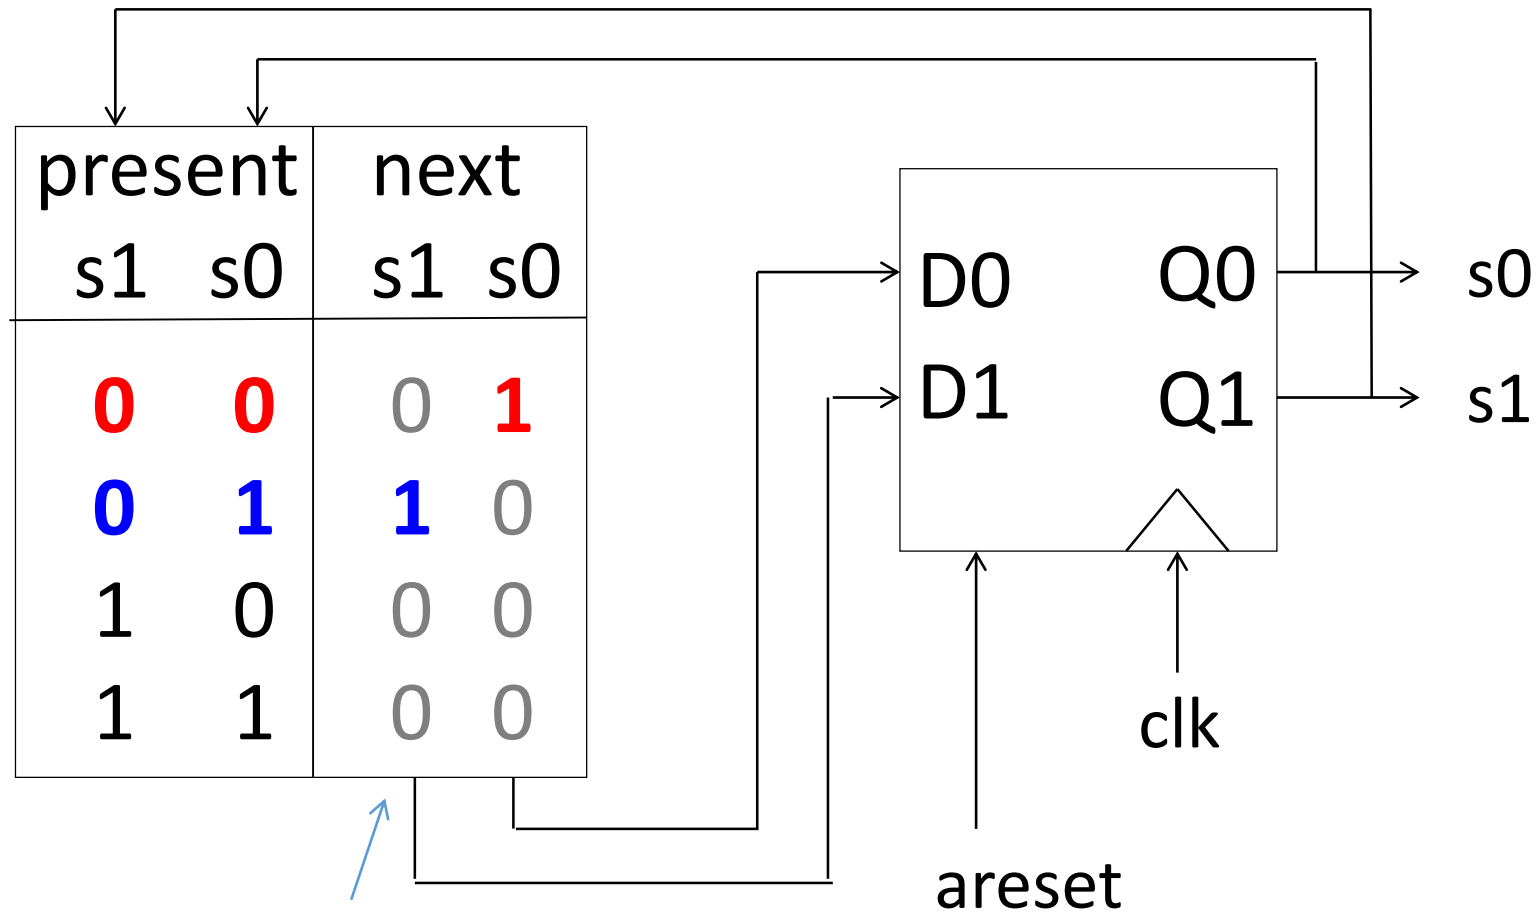 present next
s1 s0 s1 s0
0 0 0 1
0 1 1 0
1 0 0 0
1 1 0 0
D0 Q0
D1 Q1
s0
s1
clk
areset